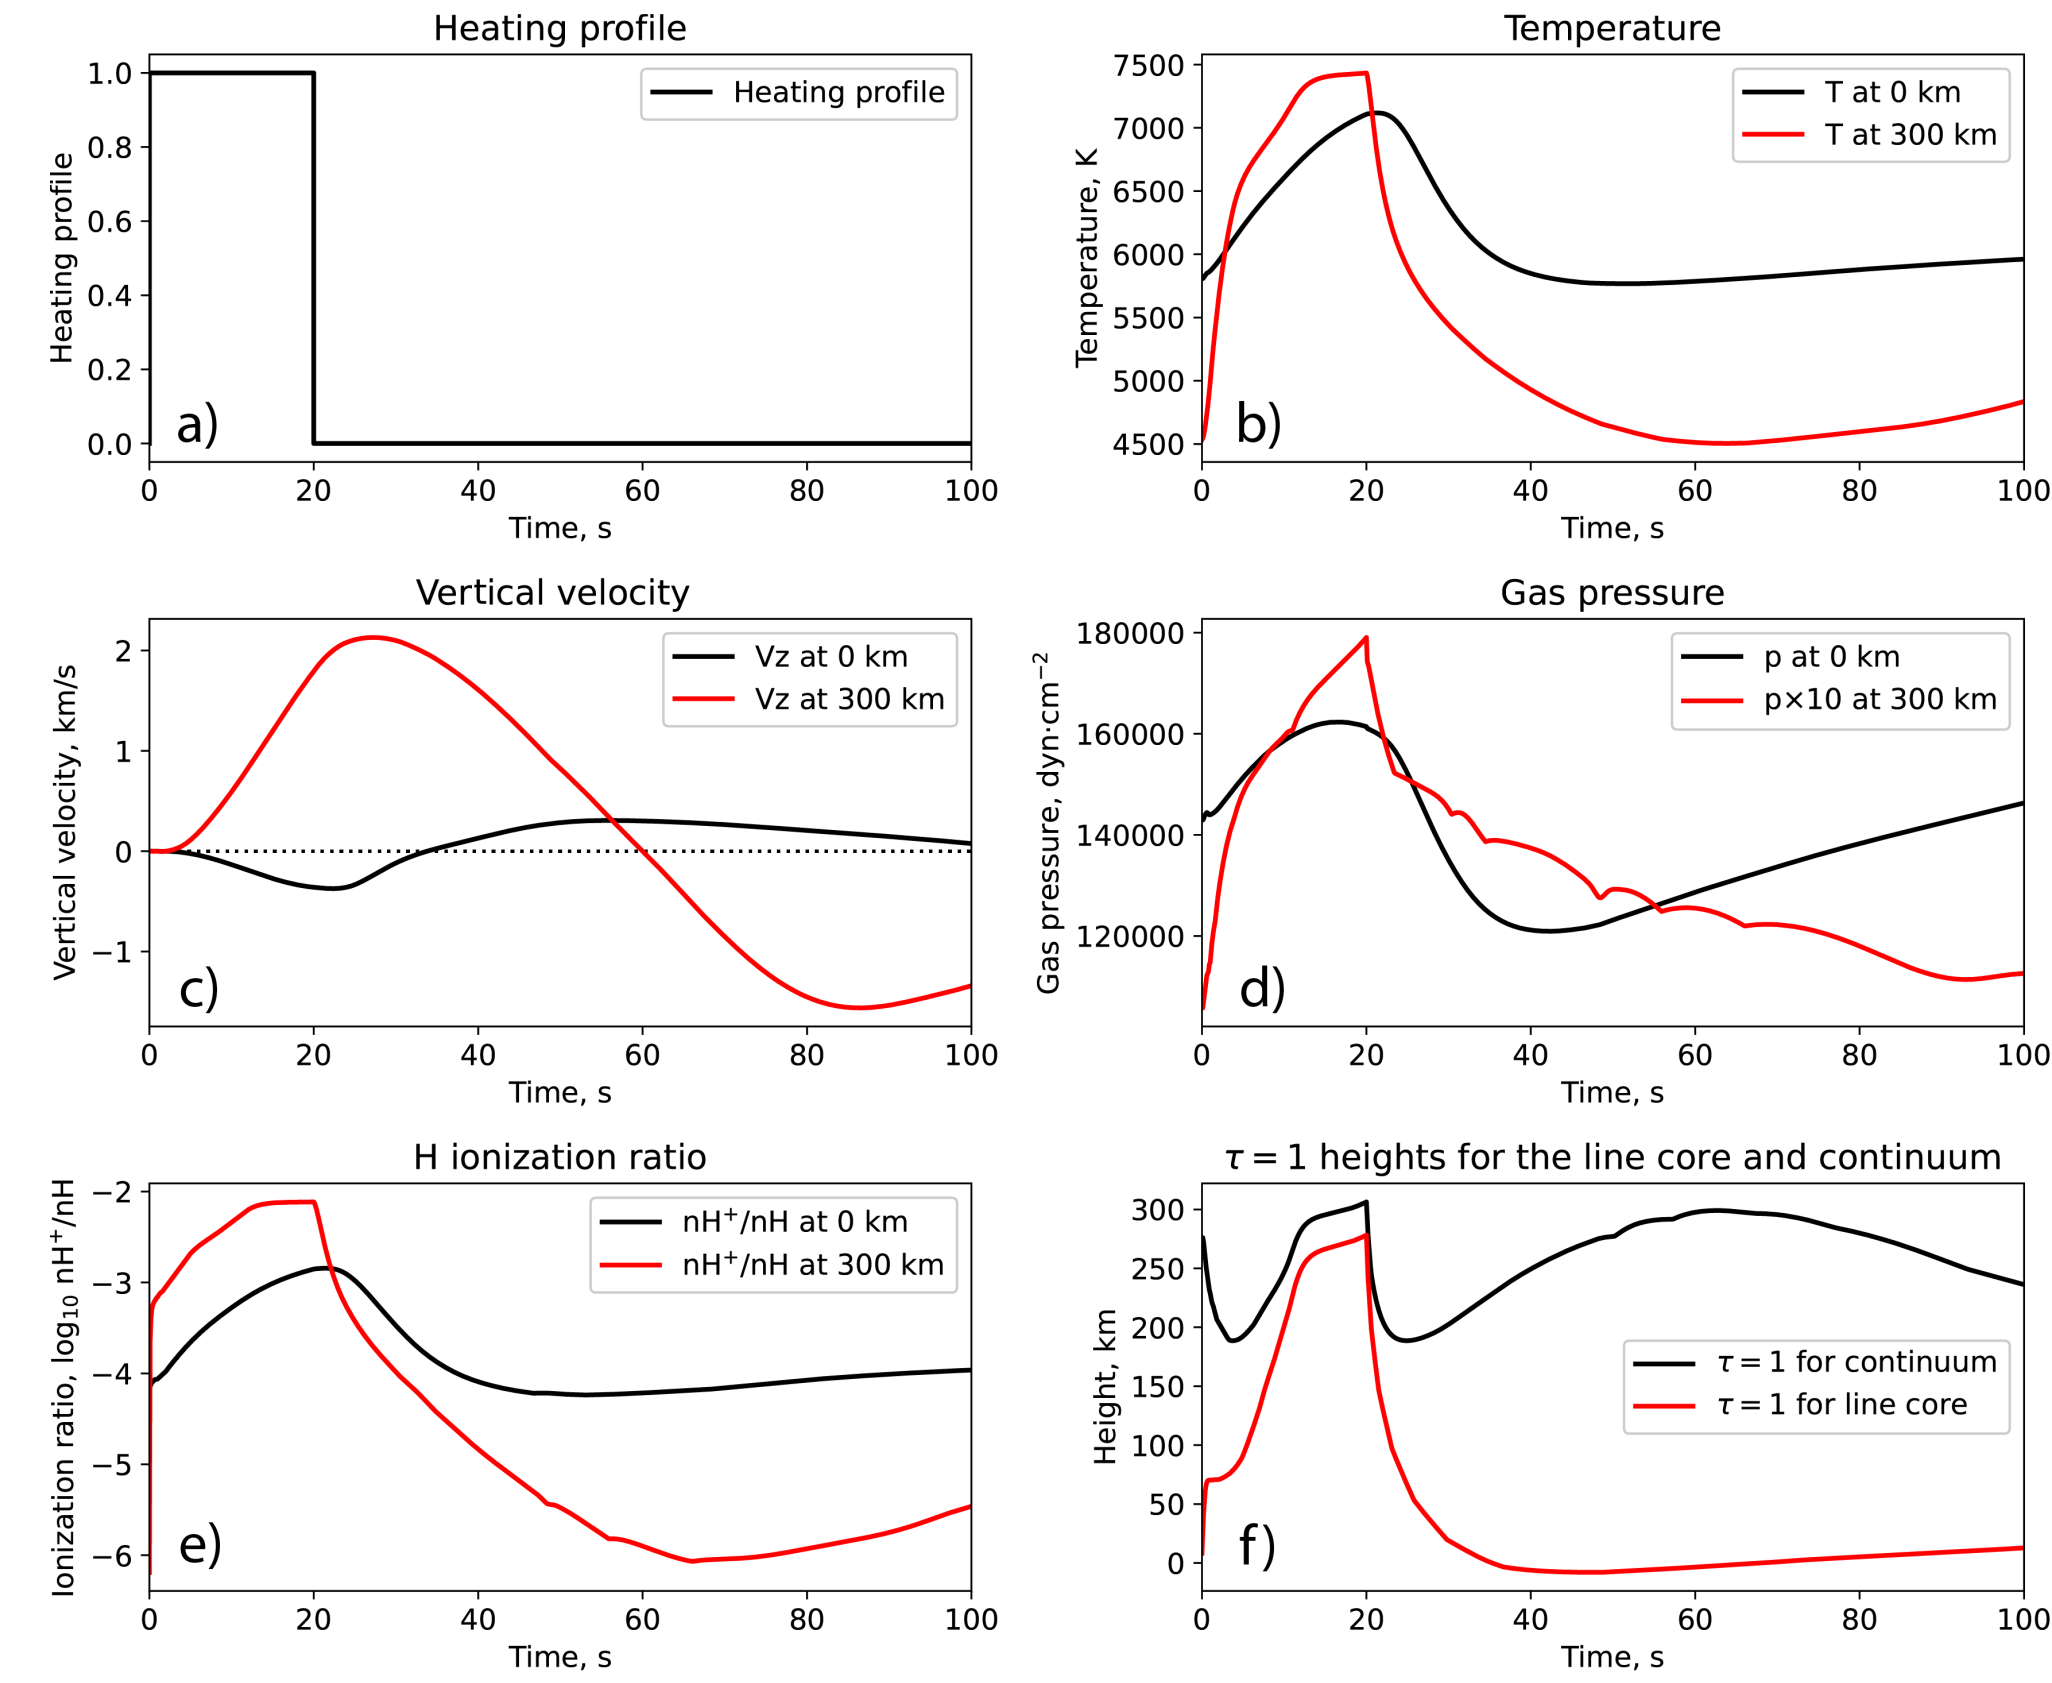 Heating profile
Heating profile
1.0
0.8
0.6
0.4
0.2
0.0
Heating profile
a)
0 20 40 60 80 100
Time, s
Temperature
T at 0 km
T at 300 km
7500
7000
6500
6000
5500
5000
4500
Temperature, K
b)
0 20 40 60 80 100
Time, s
Vertical velocity
Vz at 0 km
Vz at 300 km
2
1
0
−1
Vertical velocity, km/s
c)
0 20 40 60 80 100
Time, s
Gas pressure
p at 0 km
p×10 at 300 km
180000
160000
140000
120000
Gas pressure, dyn·cm⁻²
d)
0 20 40 60 80 100
Time, s
H ionization ratio
nH⁺/nH at 0 km
nH⁺/nH at 300 km
−2
−3
−4
−5
−6
Ionization ratio, log₁₀ nH⁺/nH
e)
0 20 40 60 80 100
Time, s
τ = 1 heights for the line core and continuum
τ = 1 for continuum
τ = 1 for line core
300
250
200
150
100
50
0
Height, km
f)
0 20 40 60 80 100
Time, s